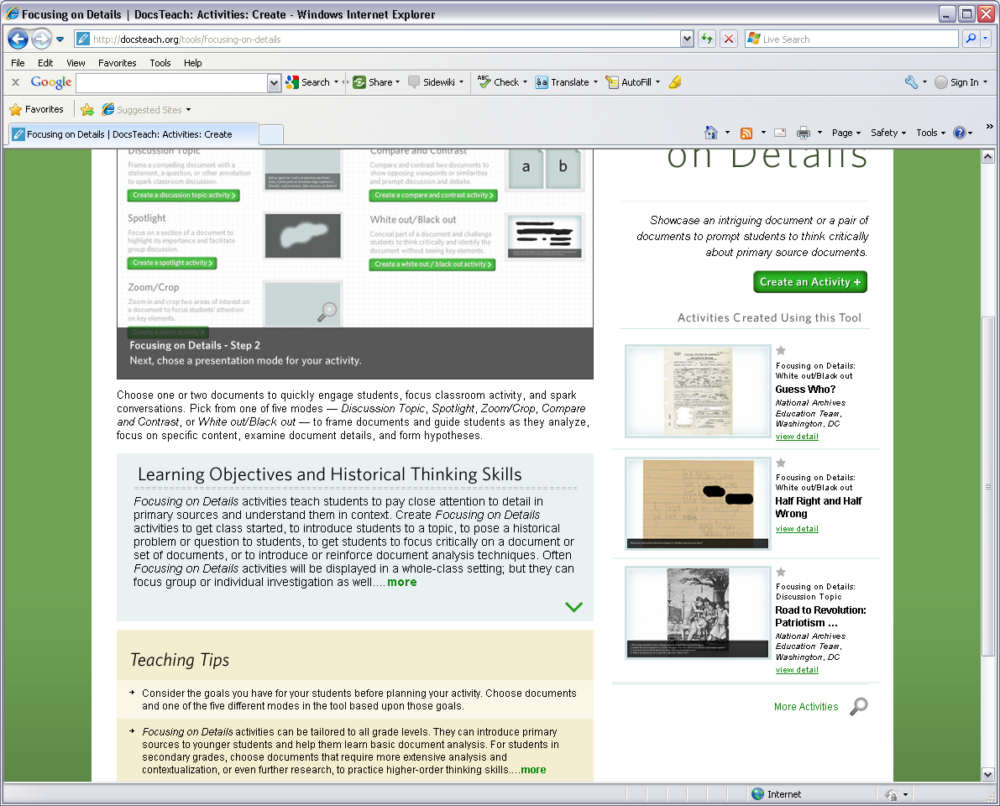 Focusing on Details | DocsTeach: Activities: Create - Windows Internet Explorer
http://docsteach.org/tools/focusing-on-details
Live Search
File Edit View Favorites Tools Help
x Google Search Share Sidewiki Check Translate AutoFill Sign In
Favorites Suggested Sites
Focusing on Details | DocsTeach: Activities: Create
Page Safety Tools
Discussion Topic
Frame a compelling document with a
statement, a question, or other annotation
to spark classroom discussion.
Create a discussion topic activity
Compare and Contrast
Compare and contrast two documents to
show opposing viewpoints or similarities
and prompt discussion and debate.
Create a compare and contrast activity
a b
Spotlight
Focus on a section of a document to
highlight its importance and facilitate
group discussion.
Create a spotlight activity
White out/Black out
Conceal part of a document and challenge
students to think critically and identify the
document without seeing key elements.
Create a white out / black out activity
Zoom/Crop
Zoom in and crop two areas of interest on
a document to focus students' attention
on key elements.
Create a zoom activity
Focusing on Details - Step 2
Next, chose a presentation mode for your activity.
Choose one or two documents to quickly engage students, focus classroom activity, and spark
conversations. Pick from one of five modes — Discussion Topic, Spotlight, Zoom/Crop, Compare
and Contrast, or White out/Black out — to frame documents and guide students as they analyze,
focus on specific content, examine document details, and form hypotheses.
Learning Objectives and Historical Thinking Skills
Focusing on Details activities teach students to pay close attention to detail in
primary sources and understand them in context. Create Focusing on Details
activities to get class started, to introduce students to a topic, to pose a historical
problem or question to students, to get students to focus critically on a document or
set of documents, or to introduce or reinforce document analysis techniques. Often
Focusing on Details activities will be displayed in a whole-class setting; but they can
focus group or individual investigation as well....more
Teaching Tips
Consider the goals you have for your students before planning your activity. Choose documents
and one of the five different modes in the tool based upon those goals.
Focusing on Details activities can be tailored to all grade levels. They can introduce primary
sources to younger students and help them learn basic document analysis. For students in
secondary grades, choose documents that require more extensive analysis and
contextualization, or even further research, to practice higher-order thinking skills....more
on Details
Showcase an intriguing document or a pair of
documents to prompt students to think critically
about primary source documents.
Create an Activity +
Activities Created Using this Tool
Focusing on Details:
White out/Black out
Guess Who?
National Archives
Education Team,
Washington, DC
view detail
Focusing on Details:
White out/Black out
Half Right and Half
Wrong
view detail
Focusing on Details:
Discussion Topic
Road to Revolution:
Patriotism ...
National Archives
Education Team,
Washington, DC
view detail
More Activities
Internet